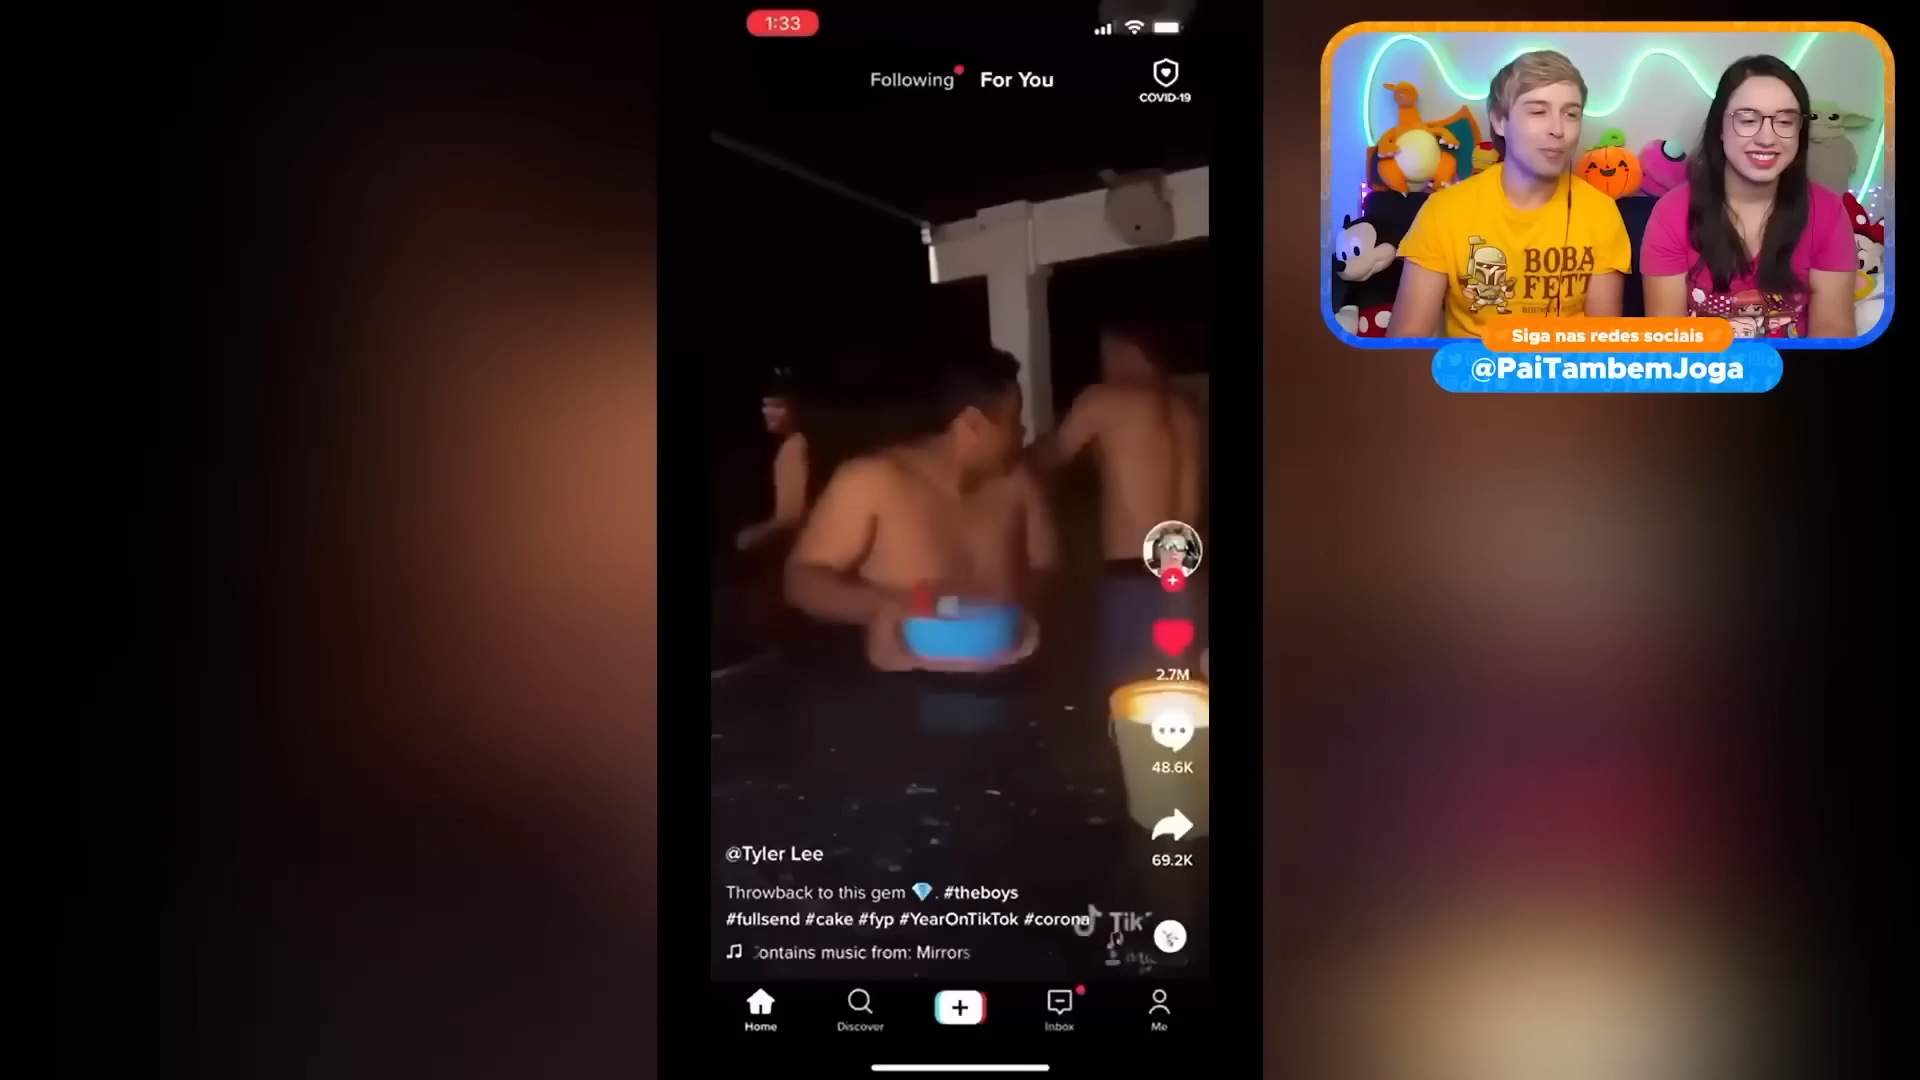 1:33
Following
For You
COVID-19
BOBA
FETT
Siga nas redes sociais
@PaiTambemJoga
2.7M
48.6K
69.2K
@Tyler Lee
Throwback to this gem 💎. #theboys
#fullsend #cake #fyp #YearOnTikTok #corona
Tik
ontains music from: Mirrors
Home
Discover
Inbox
Me